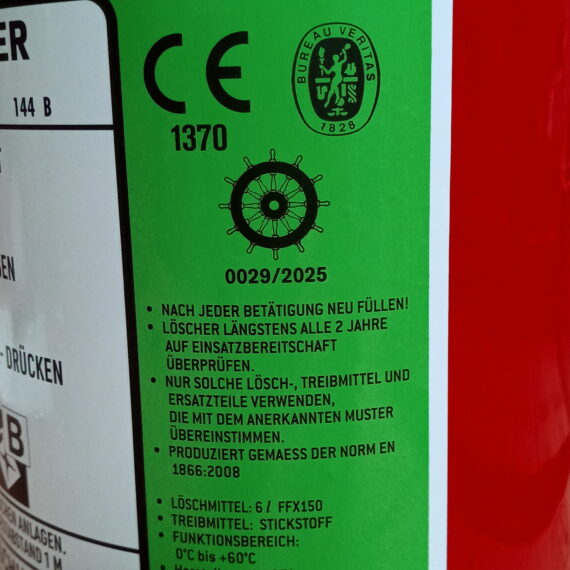 ER
144 B
- DRÜCKEN
B
ABSTAND 1 M
CE
1370
BUREAU VERITAS
1828
0029/2025
• NACH JEDER BETÄTIGUNG NEU FÜLLEN!
• LÖSCHER LÄNGSTENS ALLE 2 JAHRE
AUF EINSATZBEREITSCHAFT
ÜBERPRÜFEN.
• NUR SOLCHE LÖSCH-, TREIBMITTEL UND
ERSATZTEILE VERWENDEN,
DIE MIT DEM ANERKANNTEN MUSTER
ÜBEREINSTIMMEN.
• PRODUZIERT GEMAESS DER NORM EN
1866:2008
• LÖSCHMITTEL: 6 l FFX150
• TREIBMITTEL: STICKSTOFF
• FUNKTIONSBEREICH:
0°C bis +60°C